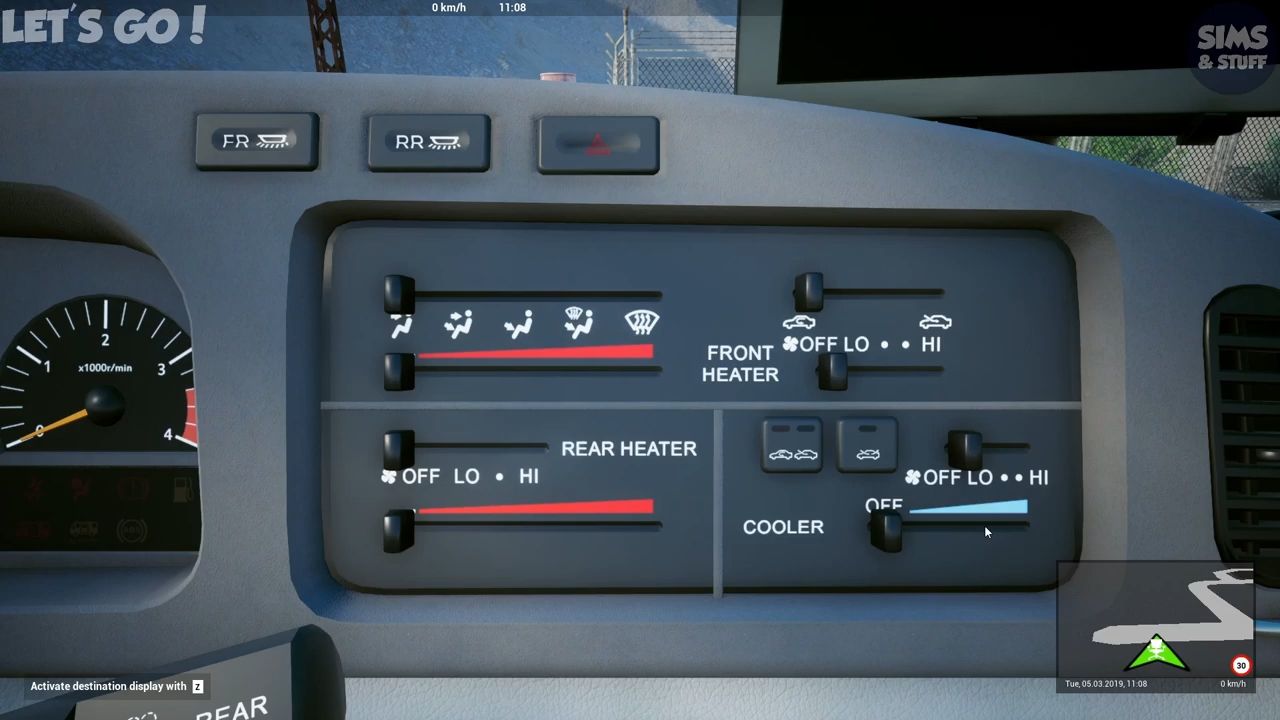 0 km/h 11:08
LET'S GO!
SIMS
& STUFF
FR
RR
1 2 3
x1000r/min
0 4
OFF LO • • HI
FRONT
HEATER
REAR HEATER
OFF LO • HI
OFF LO • • HI
OFF
COOLER
30
Activate destination display with Z
Tue, 05.03.2019, 11:08 0 km/h
REAR